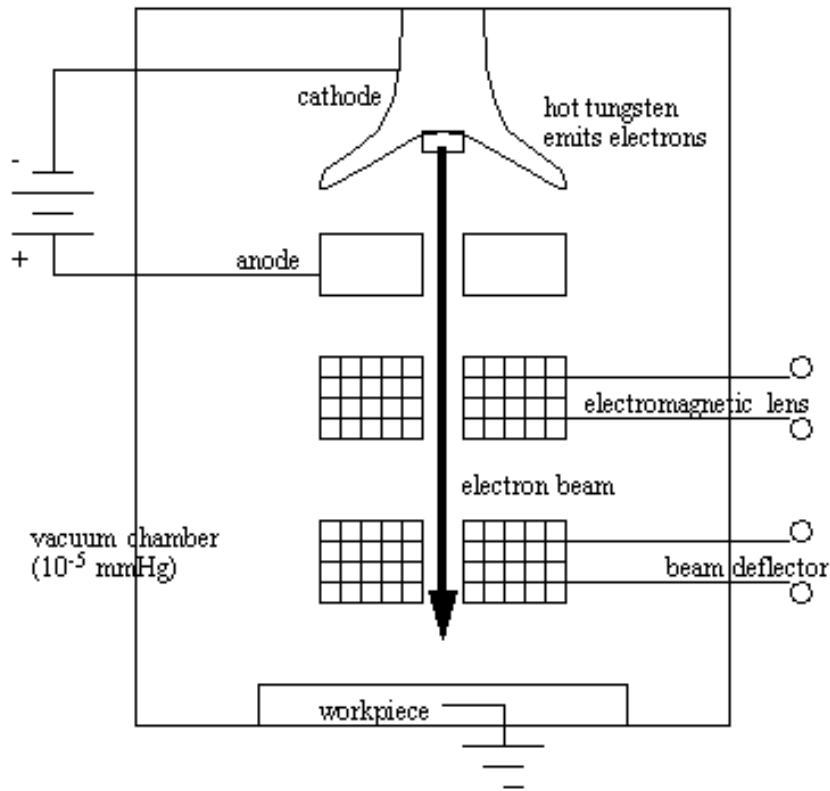 cathode
hot tungsten
emits electrons
-
+
anode
electromagnetic lens
electron beam
vacuum chamber
(10-5 mmHg)
beam deflector
workpiece